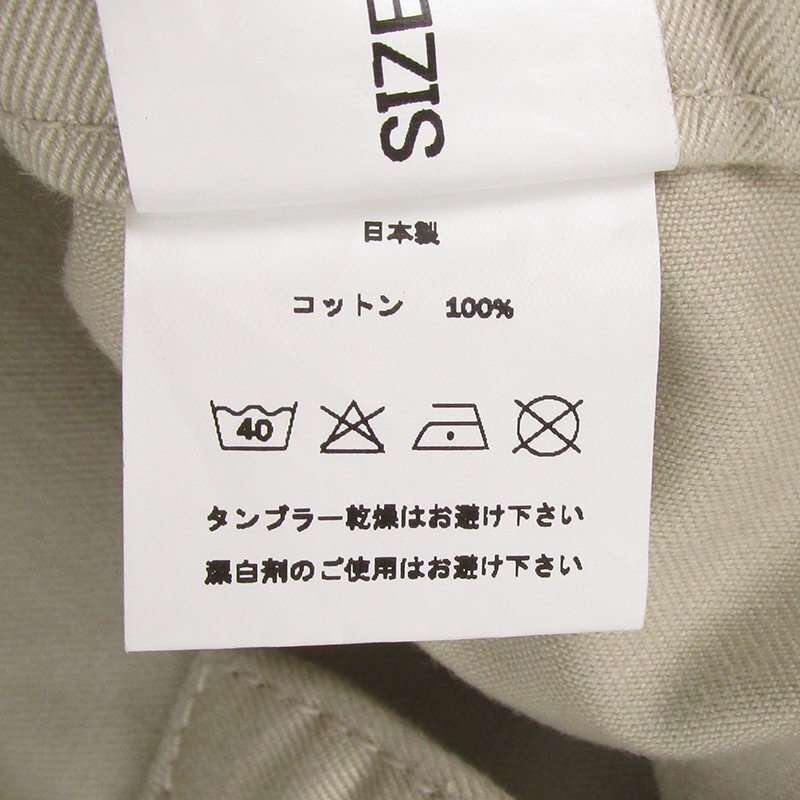 SIZE
日本製
コットン 100%
40
タンブラー乾燥はお避け下さい
漂白剤のご使用はお避け下さい